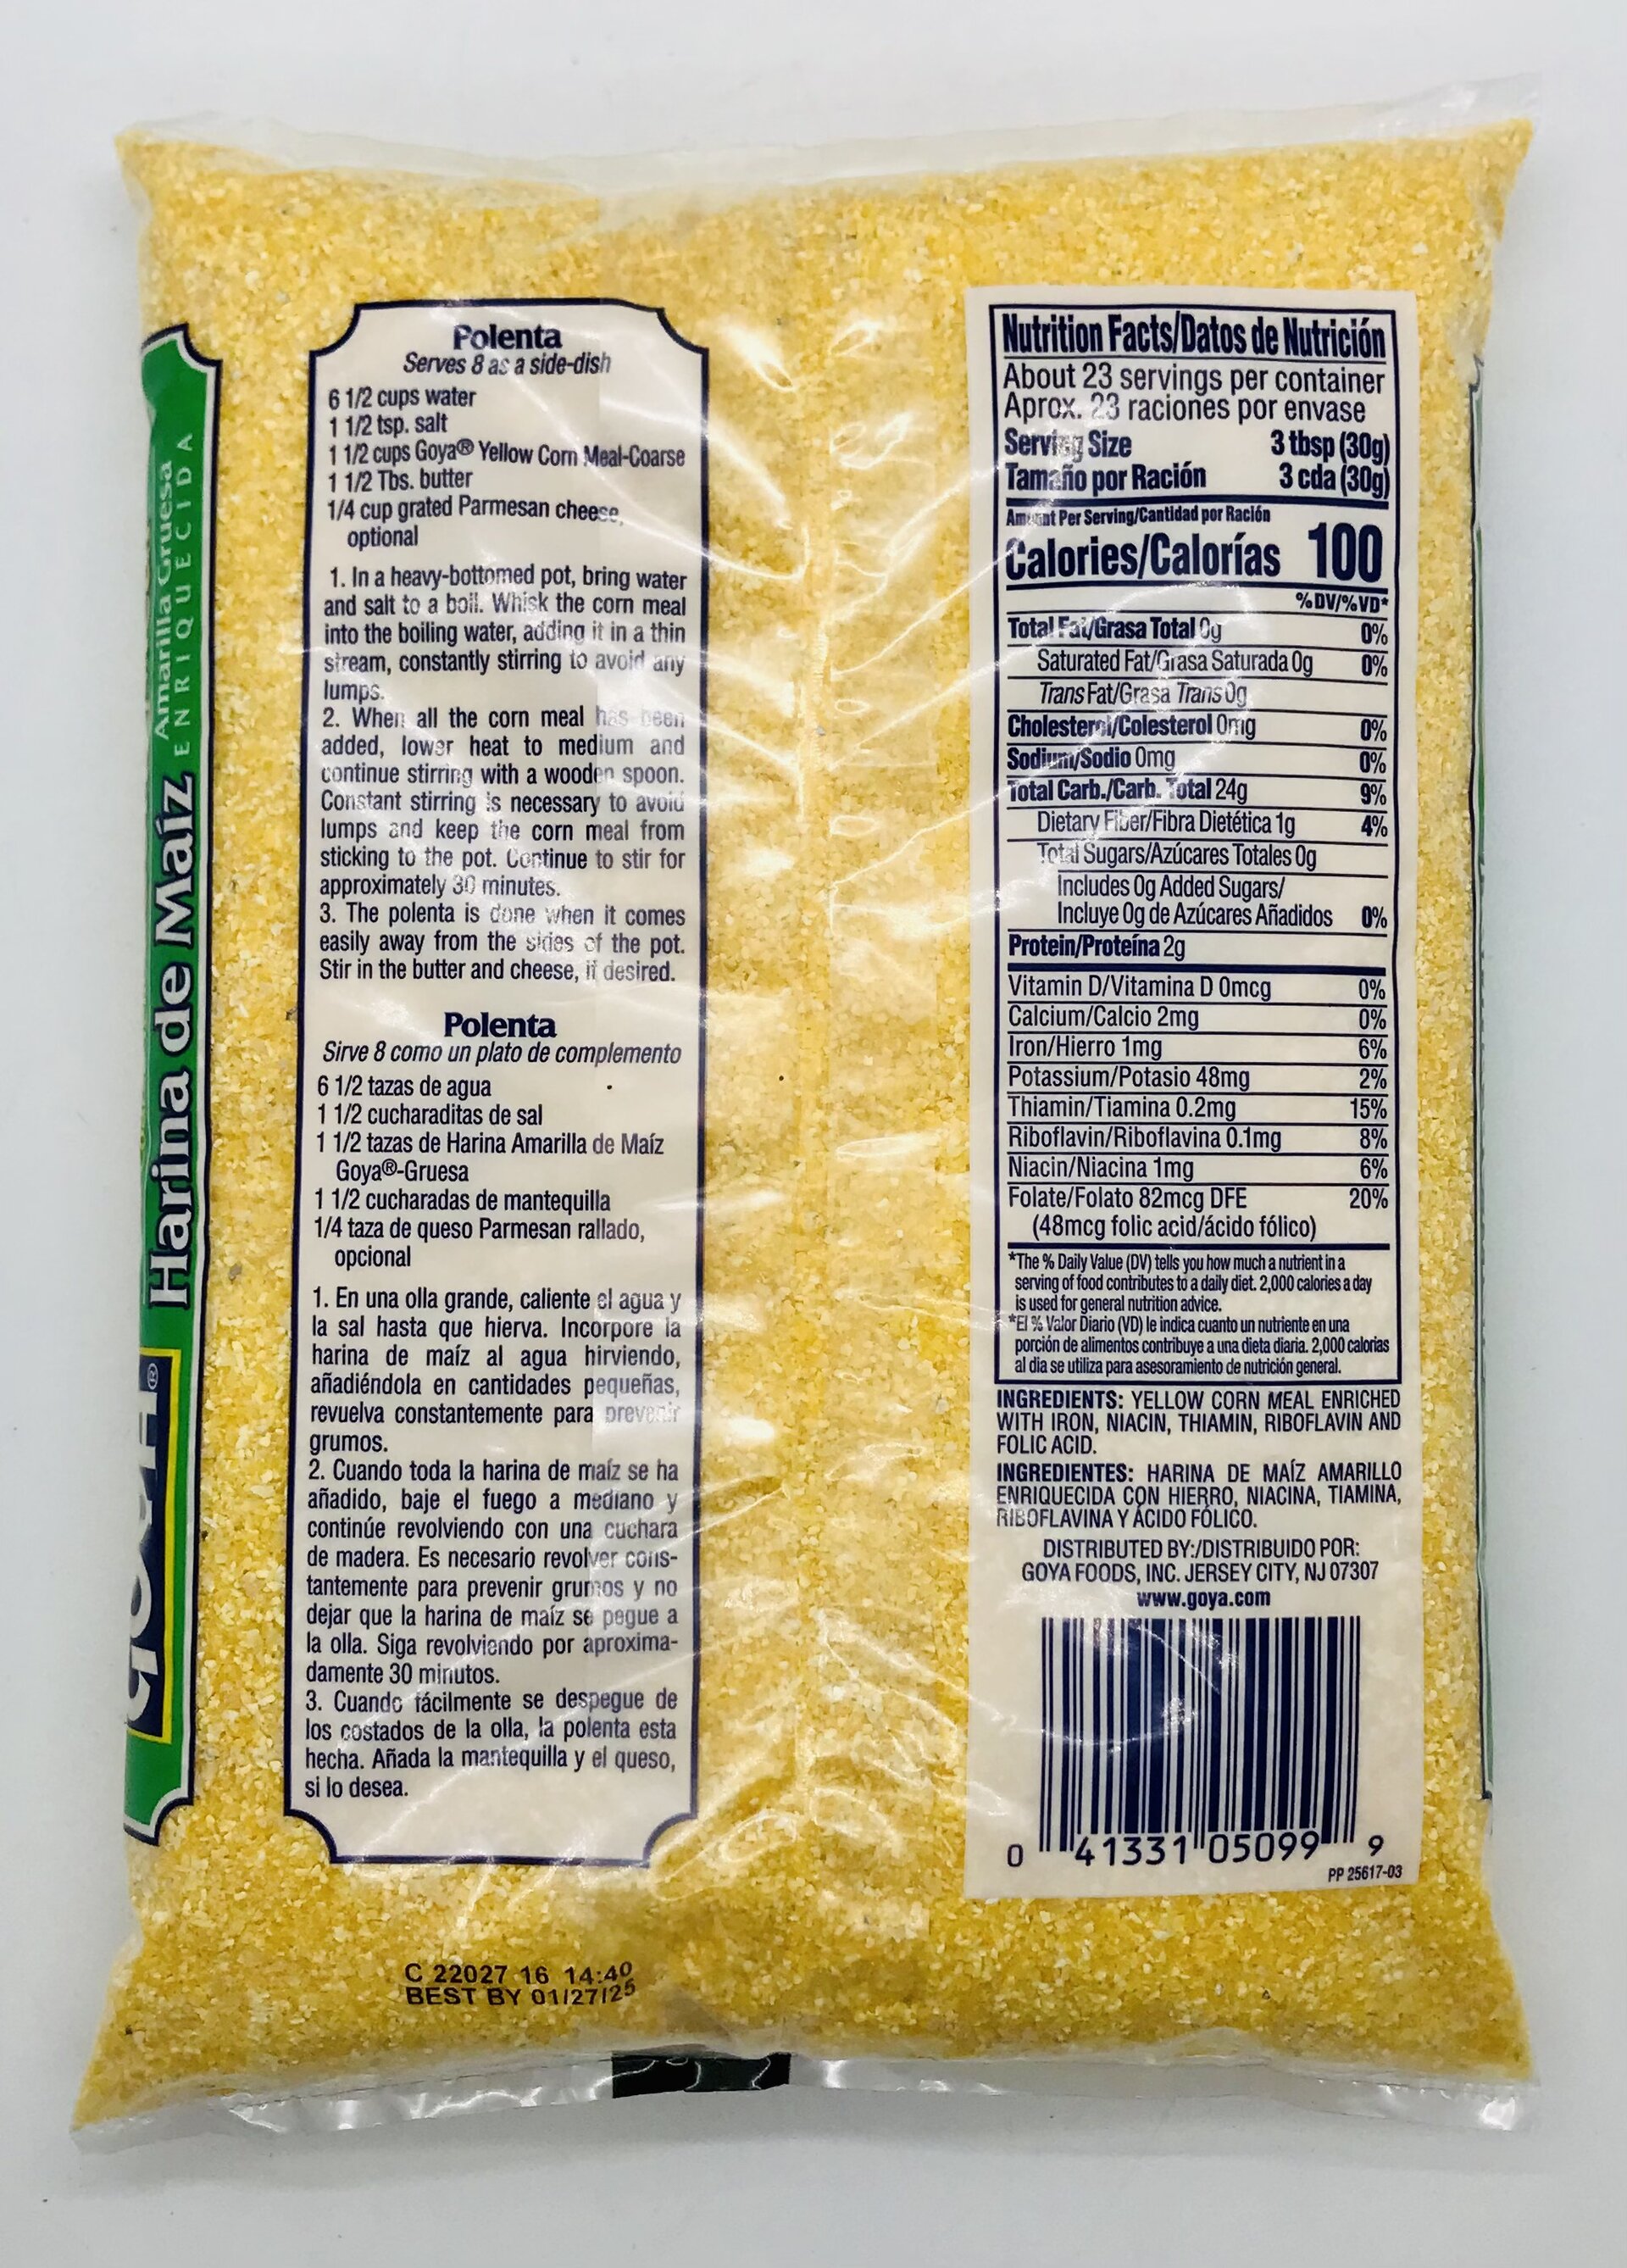 Harina de Maíz
Amarilla Gruesa
ENRIQUECIDA
GOYA®
Polenta
Serves 8 as a side-dish
6 1/2 cups water
1 1/2 tsp. salt
1 1/2 cups Goya® Yellow Corn Meal-Coarse
1 1/2 Tbs. butter
1/4 cup grated Parmesan cheese,
optional
1. In a heavy-bottomed pot, bring water
and salt to a boil. Whisk the corn meal
into the boiling water, adding it in a thin
stream, constantly stirring to avoid any
lumps.
2. When all the corn meal has been
added, lower heat to medium and
continue stirring with a wooden spoon.
Constant stirring is necessary to avoid
lumps and keep the corn meal from
sticking to the pot. Continue to stir for
approximately 30 minutes.
3. The polenta is done when it comes
easily away from the sides of the pot.
Stir in the butter and cheese, if desired.
Polenta
Sirve 8 como un plato de complemento
6 1/2 tazas de agua
1 1/2 cucharaditas de sal
1 1/2 tazas de Harina Amarilla de Maíz
Goya®-Gruesa
1 1/2 cucharadas de mantequilla
1/4 taza de queso Parmesan rallado,
opcional
1. En una olla grande, caliente el agua y
la sal hasta que hierva. Incorpore la
harina de maíz al agua hirviendo,
añadiéndola en cantidades pequeñas,
revuelva constantemente para prevenir
grumos.
2. Cuando toda la harina de maíz se ha
añadido, baje el fuego a mediano y
continúe revolviendo con una cuchara
de madera. Es necesario revolver cons-
tantemente para prevenir grumos y no
dejar que la harina de maíz se pegue a
la olla. Siga revolviendo por aproxima-
damente 30 minutos.
3. Cuando fácilmente se despegue de
los costados de la olla, la polenta esta
hecha. Añada la mantequilla y el queso,
si lo desea.
C 22027 16 14:40
BEST BY 01/27/25
Nutrition Facts/Datos de Nutrición
About 23 servings per container
Aprox. 23 raciones por envase
Serving Size 3 tbsp (30g)
Tamaño por Ración 3 cda (30g)
Amount Per Serving/Cantidad por Ración
Calories/Calorías 100
%DV/%VD*
Total Fat/Grasa Total 0g 0%
Saturated Fat/Grasa Saturada 0g 0%
Trans Fat/Grasa Trans 0g
Cholesterol/Colesterol 0mg 0%
Sodium/Sodio 0mg 0%
Total Carb./Carb. Total 24g 9%
Dietary Fiber/Fibra Dietética 1g 4%
Total Sugars/Azúcares Totales 0g
Includes 0g Added Sugars/
Incluye 0g de Azúcares Añadidos 0%
Protein/Proteína 2g
Vitamin D/Vitamina D 0mcg 0%
Calcium/Calcio 2mg 0%
Iron/Hierro 1mg 6%
Potassium/Potasio 48mg 2%
Thiamin/Tiamina 0.2mg 15%
Riboflavin/Riboflavina 0.1mg 8%
Niacin/Niacina 1mg 6%
Folate/Folato 82mcg DFE 20%
(48mcg folic acid/ácido fólico)
*The % Daily Value (DV) tells you how much a nutrient in a
serving of food contributes to a daily diet. 2,000 calories a day
is used for general nutrition advice.
*El % Valor Diario (VD) le indica cuanto un nutriente en una
porción de alimentos contribuye a una dieta diaria. 2,000 calorias
al dia se utiliza para asesoramiento de nutrición general.
INGREDIENTS: YELLOW CORN MEAL ENRICHED
WITH IRON, NIACIN, THIAMIN, RIBOFLAVIN AND
FOLIC ACID.
INGREDIENTES: HARINA DE MAÍZ AMARILLO
ENRIQUECIDA CON HIERRO, NIACINA, TIAMINA,
RIBOFLAVINA Y ÁCIDO FÓLICO.
DISTRIBUTED BY:/DISTRIBUIDO POR:
GOYA FOODS, INC. JERSEY CITY, NJ 07307
www.goya.com
0 41331 05099 9
PP 25617-03